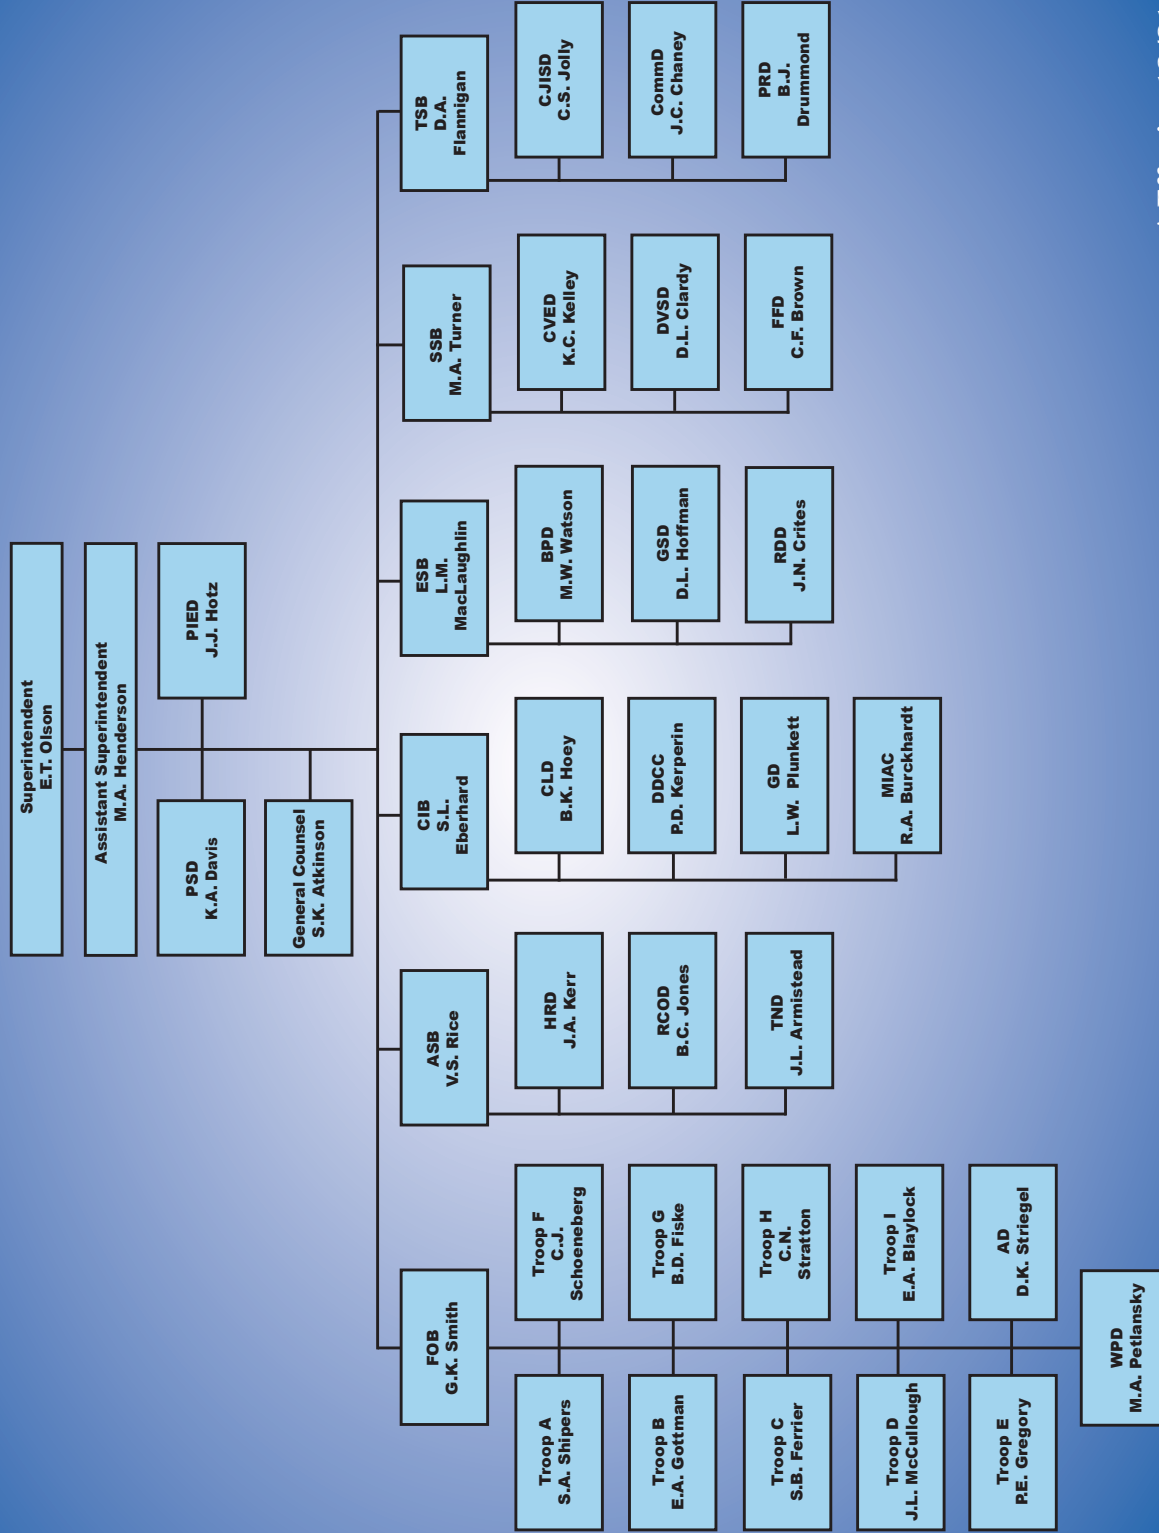 Superintendent
E.T. Olson
Assistant Superintendent
M.A. Henderson
PSD
K.A. Davis
PIED
J.J. Hotz
General Counsel
S.K. Atkinson
FOB
G.K. Smith
Troop A
S.A. Shipers
Troop F
C.J.
Schoeneberg
Troop B
E.A. Gottman
Troop G
B.D. Fiske
Troop C
S.B. Ferrier
Troop H
C.N.
Stratton
Troop D
J.L. McCullough
Troop I
E.A. Blaylock
Troop E
P.E. Gregory
AD
D.K. Striegel
WPD
M.A. Petlansky
ASB
V.S. Rice
HRD
J.A. Kerr
RCOD
B.C. Jones
TND
J.L. Armistead
CIB
S.L.
Eberhard
CLD
B.K. Hoey
DDCC
P.D. Kerperin
GD
L.W. Plunkett
MIAC
R.A. Burckhardt
ESB
L.M.
MacLaughlin
BPD
M.W. Watson
GSD
D.L. Hoffman
RDD
J.N. Crites
SSB
M.A. Turner
CVED
K.C. Kelley
DVSD
D.L. Clardy
FFD
C.F. Brown
TSB
D.A.
Flannigan
CJISD
C.S. Jolly
CommD
J.C. Chaney
PRD
B.J.
Drummond